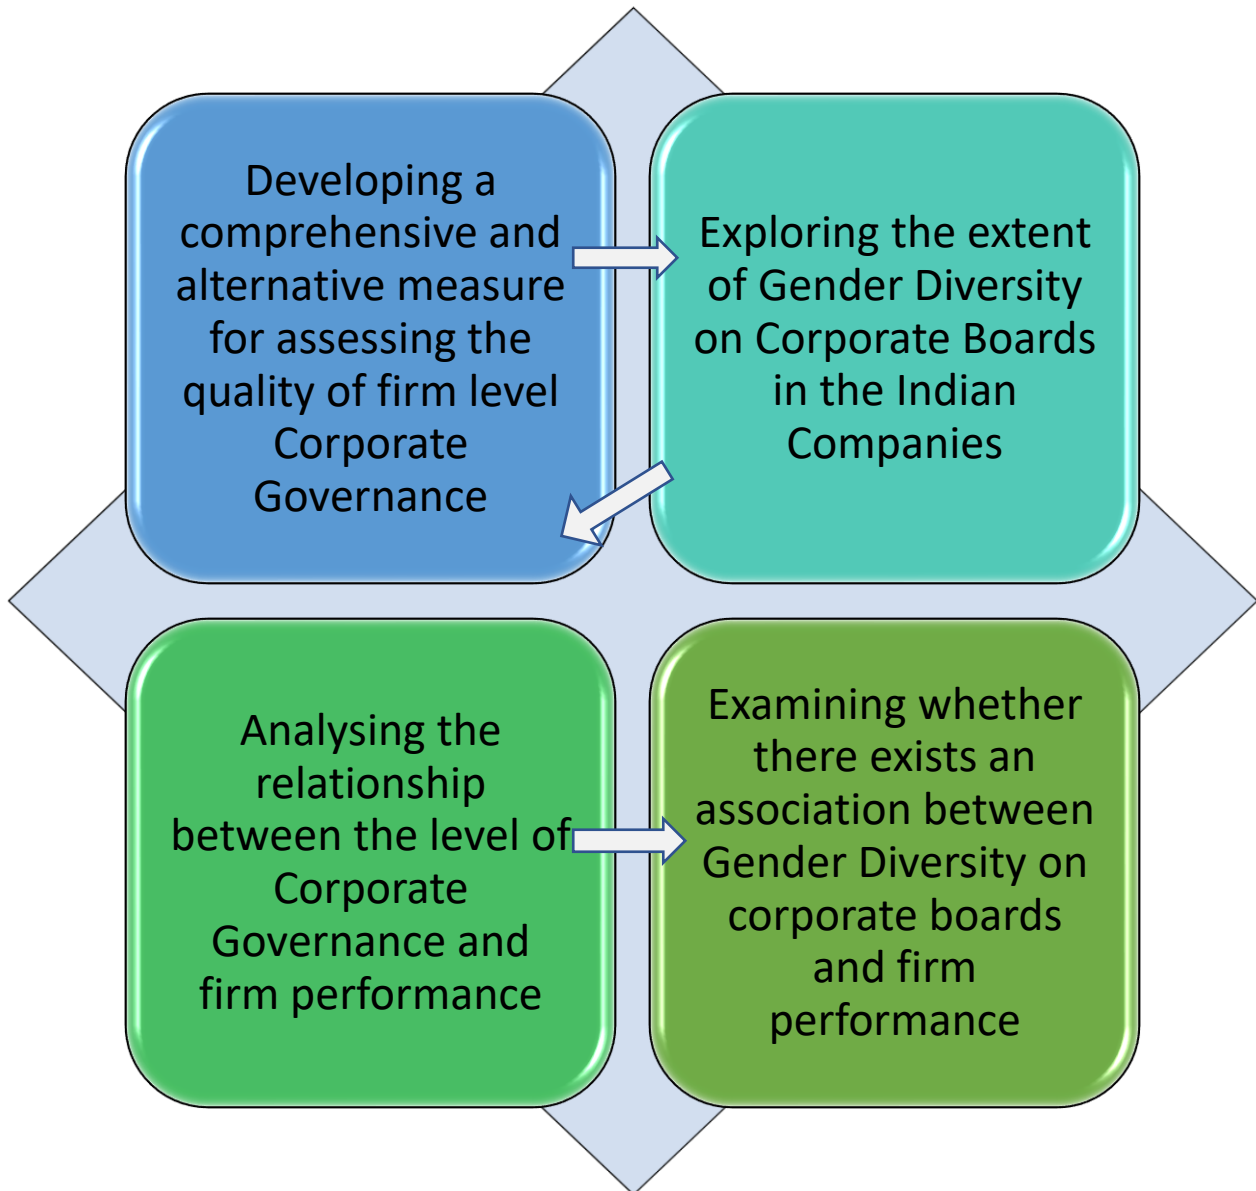 Developing a
comprehensive and
alternative measure
for assessing the
quality of firm level
Corporate
Governance
Exploring the extent
of Gender Diversity
on Corporate Boards
in the Indian
Companies
Analysing the
relationship
between the level of
Corporate
Governance and
firm performance
Examining whether
there exists an
association between
Gender Diversity on
corporate boards
and firm
performance